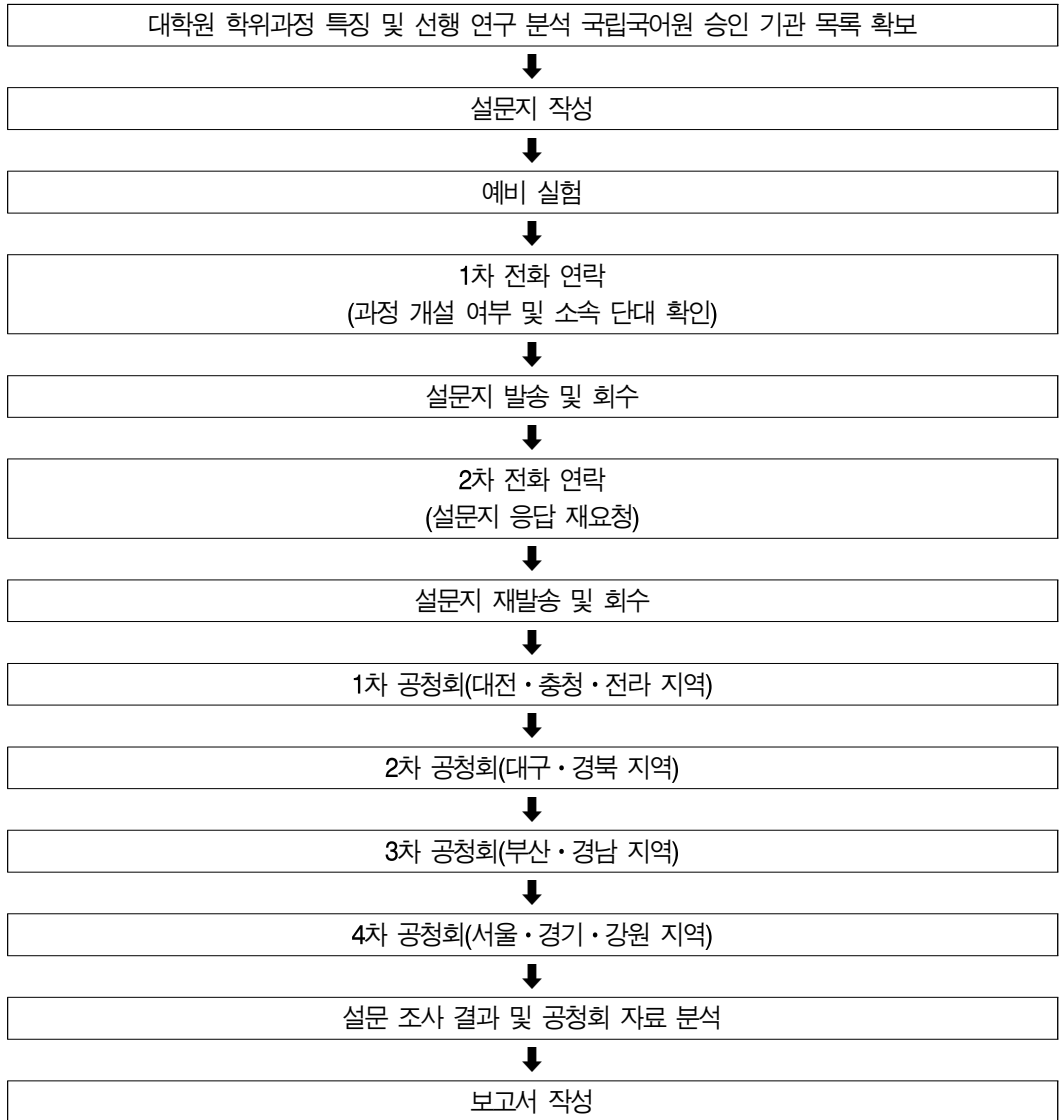 대학원 학위과정 특징 및 선행 연구 분석 국립국어원 승인 기관 목록 확보
설문지 작성
예비 실험
1차 전화 연락
(과정 개설 여부 및 소속 단대 확인)
설문지 발송 및 회수
2차 전화 연락
(설문지 응답 재요청)
설문지 재발송 및 회수
1차 공청회(대전・충청・전라 지역)
2차 공청회(대구・경북 지역)
3차 공청회(부산・경남 지역)
4차 공청회(서울・경기・강원 지역)
설문 조사 결과 및 공청회 자료 분석
보고서 작성